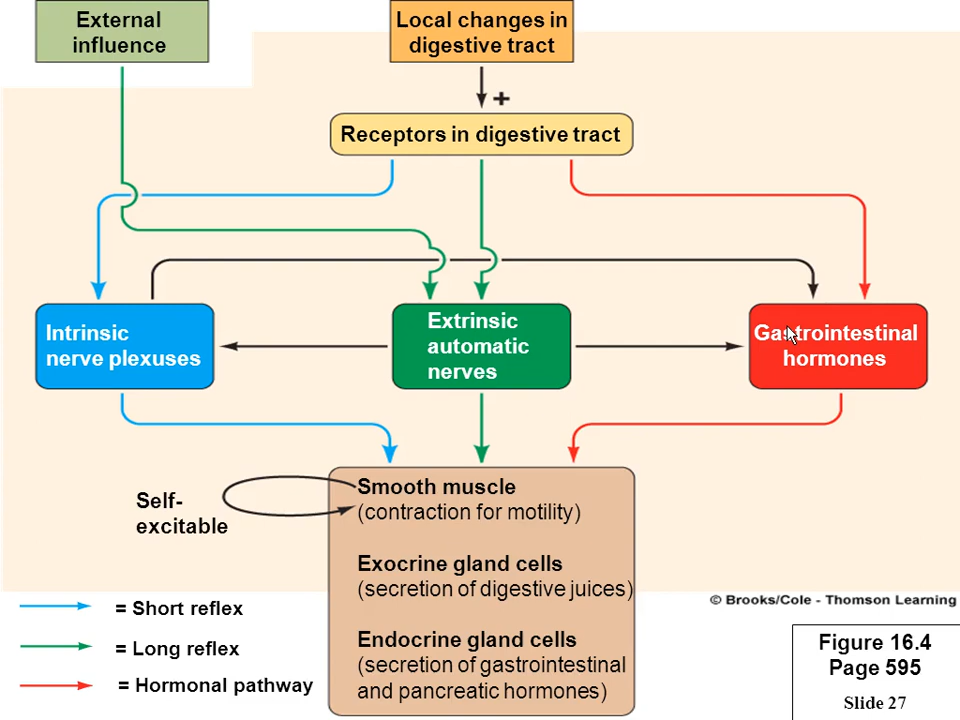 External
influence
Local changes in
digestive tract
+
Receptors in digestive tract
Intrinsic
nerve plexuses
Extrinsic
automatic
nerves
Gastrointestinal
hormones
Self-
excitable
Smooth muscle
(contraction for motility)
Exocrine gland cells
(secretion of digestive juices)
Endocrine gland cells
(secretion of gastrointestinal
and pancreatic hormones)
= Short reflex
= Long reflex
= Hormonal pathway
© Brooks/Cole - Thomson Learning
Figure 16.4
Page 595
Slide 27